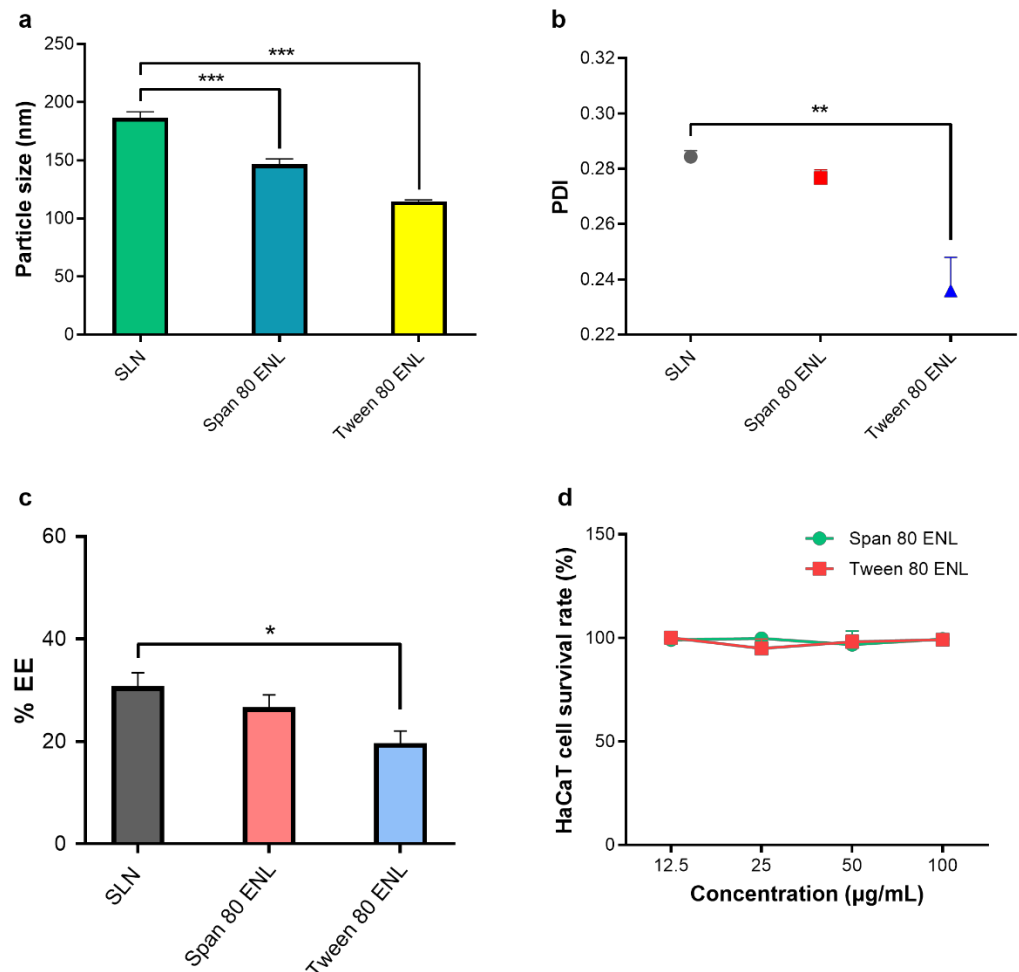 a
Particle size (nm)
250
200
150
100
50
0
***
***
SLN
Span 80 ENL
Tween 80 ENL
b
PDI
0.32
0.30
0.28
0.26
0.24
0.22
**
SLN
Span 80 ENL
Tween 80 ENL
c
% EE
60
40
20
0
*
SLN
Span 80 ENL
Tween 80 ENL
d
HaCaT cell survival rate (%)
150
100
50
0
Span 80 ENL
Tween 80 ENL
12.5 25 50 100
Concentration (µg/mL)